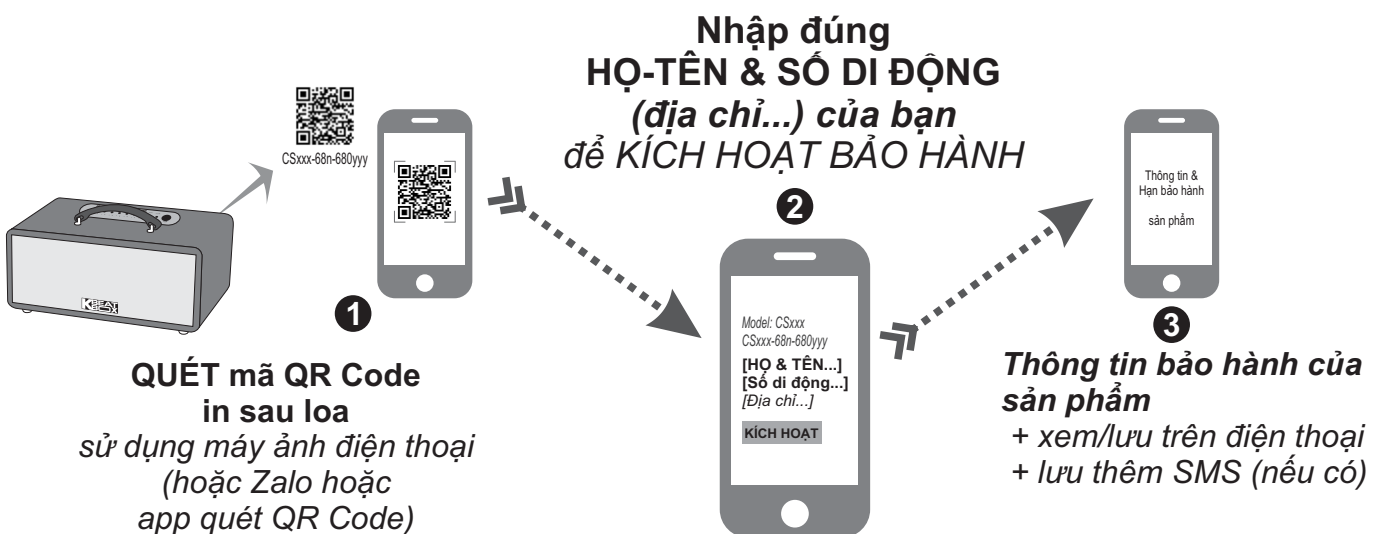 Nhập đúng
HỌ-TÊN & SỐ DI ĐỘNG
(địa chỉ...) của bạn
để KÍCH HOẠT BẢO HÀNH
CSxxx-68n-680yyy
KBEATBOX
1
QUÉT mã QR Code
in sau loa
sử dụng máy ảnh điện thoại
(hoặc Zalo hoặc
app quét QR Code)
2
Model: CSxxx
CSxxx-68n-680yyy
[HỌ & TÊN...]
[Số di động...]
[Địa chỉ...]
KÍCH HOẠT
Thông tin &
Hạn bảo hành
sản phẩm
3
Thông tin bảo hành của
sản phẩm
+ xem/lưu trên điện thoại
+ lưu thêm SMS (nếu có)